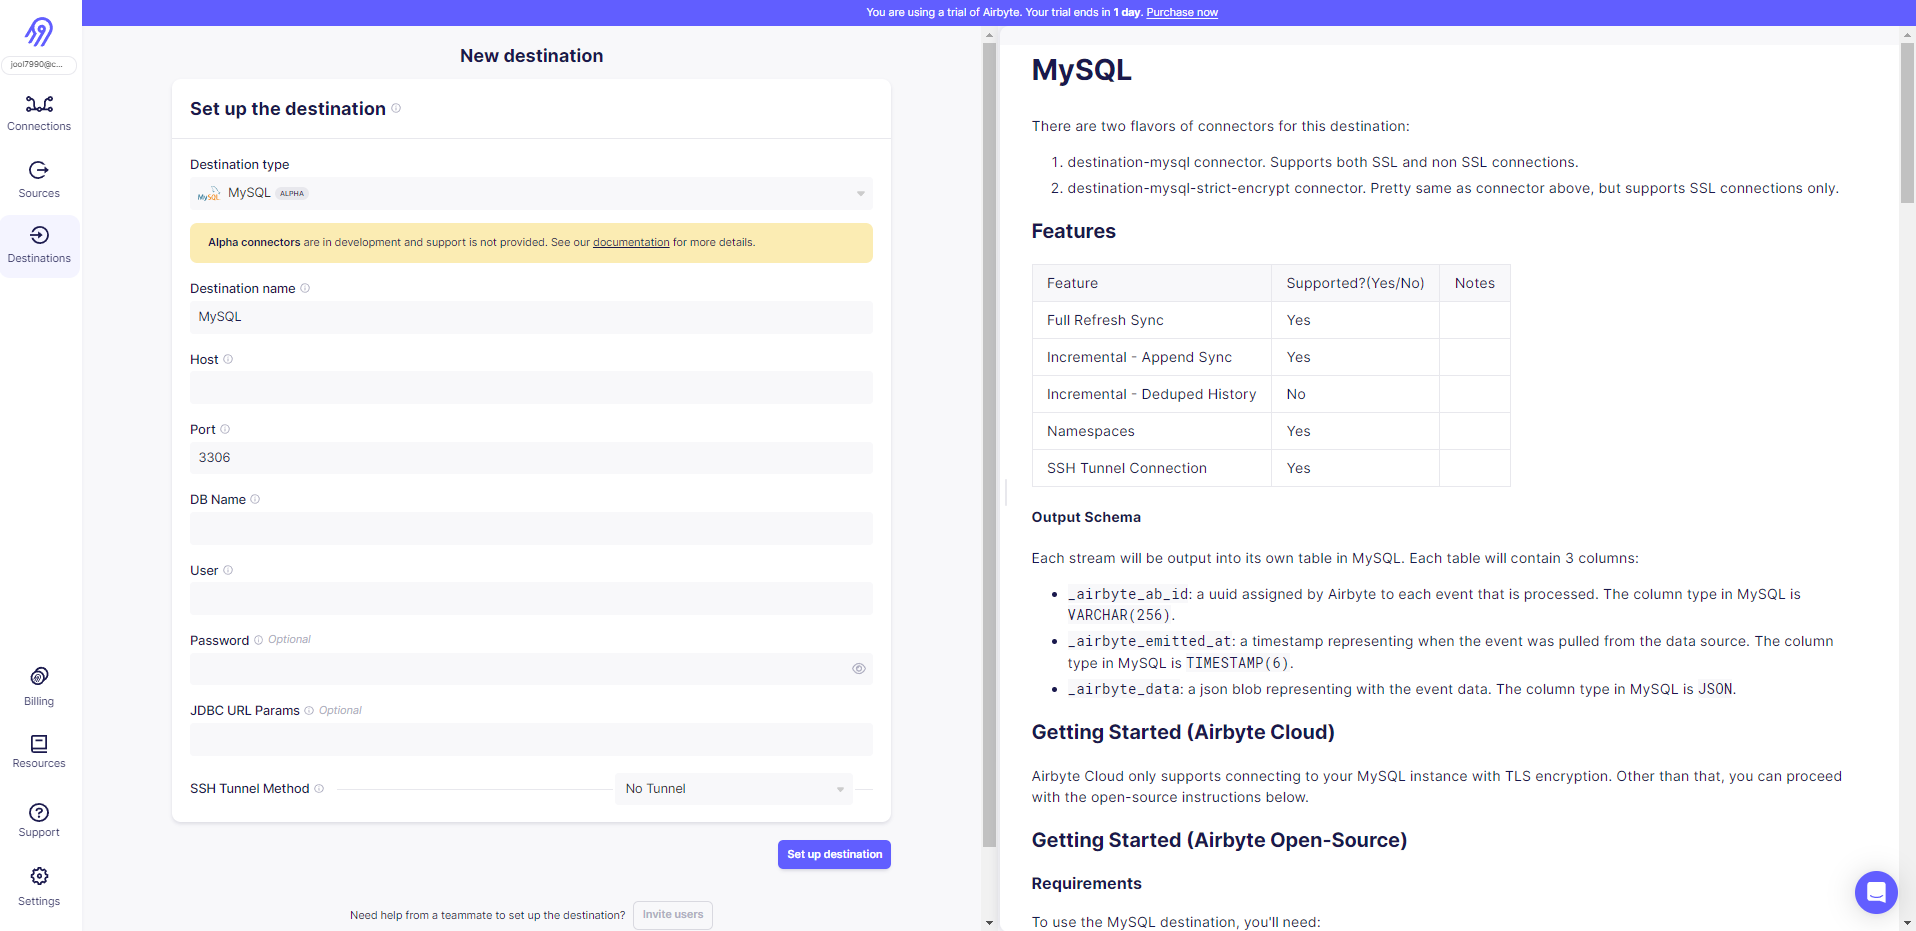 You are using a trial of Airbyte. Your trial ends in 1 day. Purchase now
jool7990@c...
Connections
Sources
Destinations
Billing
Resources
Support
Settings
New destination
Set up the destination
Destination type
MySQL MySQL ALPHA
Alpha connectors are in development and support is not provided. See our documentation for more details.
Destination name
MySQL
Host
Port
3306
DB Name
User
Password Optional
JDBC URL Params Optional
SSH Tunnel Method No Tunnel
Set up destination
Need help from a teammate to set up the destination? Invite users
MySQL
There are two flavors of connectors for this destination:
1. destination-mysql connector. Supports both SSL and non SSL connections.
2. destination-mysql-strict-encrypt connector. Pretty same as connector above, but supports SSL connections only.
Features
Feature Supported?(Yes/No) Notes
Full Refresh Sync Yes
Incremental - Append Sync Yes
Incremental - Deduped History No
Namespaces Yes
SSH Tunnel Connection Yes
Output Schema
Each stream will be output into its own table in MySQL. Each table will contain 3 columns:
• _airbyte_ab_id: a uuid assigned by Airbyte to each event that is processed. The column type in MySQL is
VARCHAR(256).
• _airbyte_emitted_at: a timestamp representing when the event was pulled from the data source. The column
type in MySQL is TIMESTAMP(6).
• _airbyte_data: a json blob representing with the event data. The column type in MySQL is JSON.
Getting Started (Airbyte Cloud)
Airbyte Cloud only supports connecting to your MySQL instance with TLS encryption. Other than that, you can proceed
with the open-source instructions below.
Getting Started (Airbyte Open-Source)
Requirements
To use the MySQL destination, you'll need: